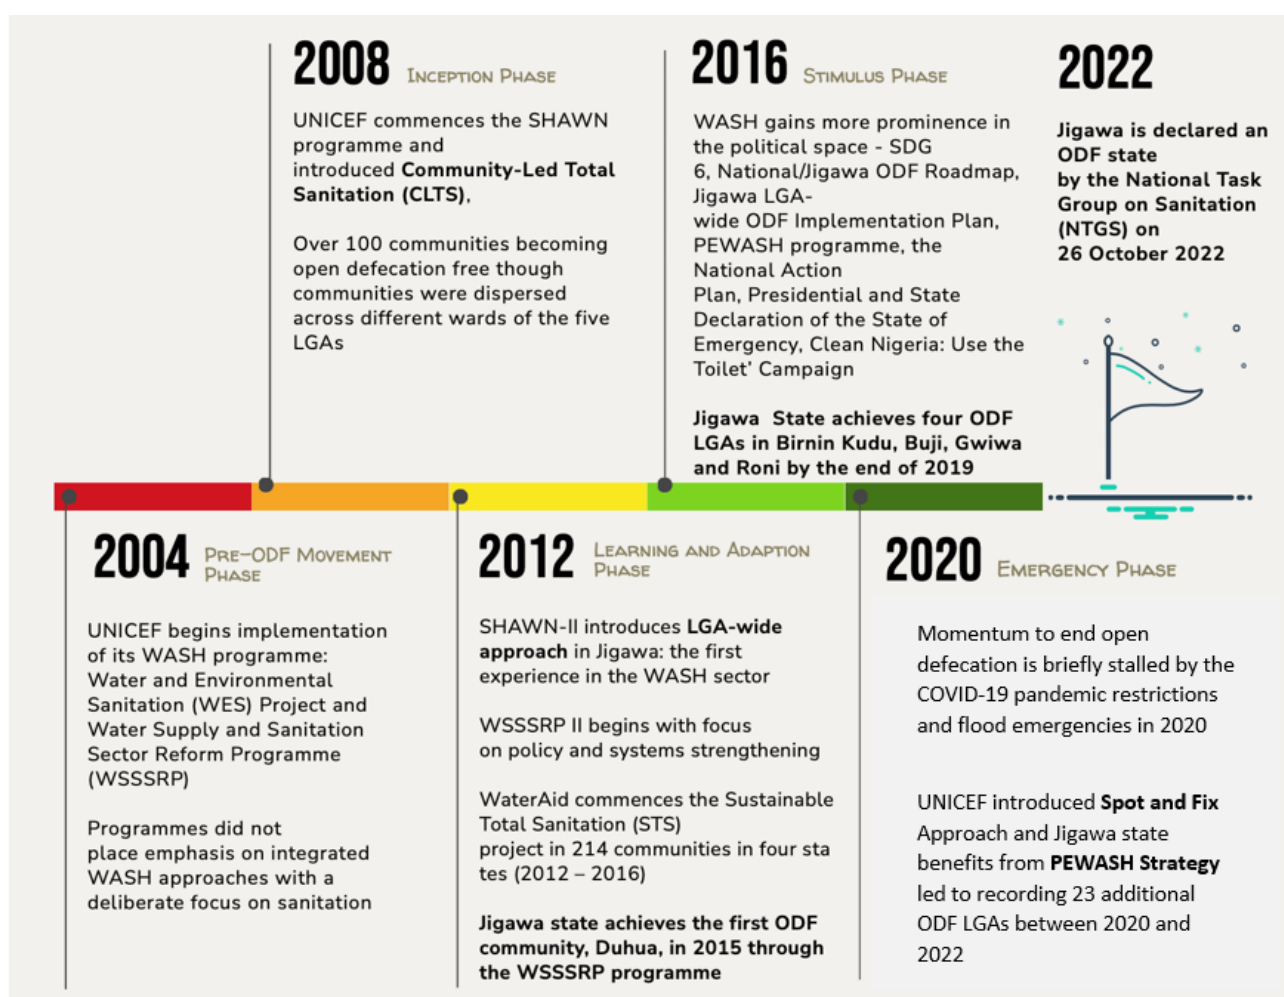 2008 Inception Phase
UNICEF commences the SHAWN
programme and
introduced Community-Led Total
Sanitation (CLTS),
Over 100 communities becoming
open defecation free though
communities were dispersed
across different wards of the five
LGAs
2016 Stimulus Phase
WASH gains more prominence in
the political space - SDG
6, National/Jigawa ODF Roadmap,
Jigawa LGA-
wide ODF Implementation Plan,
PEWASH programme, the
National Action
Plan, Presidential and State
Declaration of the State of
Emergency, Clean Nigeria: Use the
Toilet’ Campaign
Jigawa State achieves four ODF
LGAs in Birnin Kudu, Buji, Gwiwa
and Roni by the end of 2019
2022
Jigawa is declared an
ODF state
by the National Task
Group on Sanitation
(NTGS) on
26 October 2022
2004 Pre-ODF Movement
Phase
UNICEF begins implementation
of its WASH programme:
Water and Environmental
Sanitation (WES) Project and
Water Supply and Sanitation
Sector Reform Programme
(WSSSRP)
Programmes did not
place emphasis on integrated
WASH approaches with a
deliberate focus on sanitation
2012 Learning and Adaption
Phase
SHAWN-II introduces LGA-wide
approach in Jigawa: the first
experience in the WASH sector
WSSSRP II begins with focus
on policy and systems strengthening
WaterAid commences the Sustainable
Total Sanitation (STS)
project in 214 communities in four sta
tes (2012 – 2016)
Jigawa state achieves the first ODF
community, Duhua, in 2015 through
the WSSSRP programme
2020 Emergency Phase
Momentum to end open
defecation is briefly stalled by the
COVID-19 pandemic restrictions
and flood emergencies in 2020
UNICEF introduced Spot and Fix
Approach and Jigawa state
benefits from PEWASH Strategy
led to recording 23 additional
ODF LGAs between 2020 and
2022